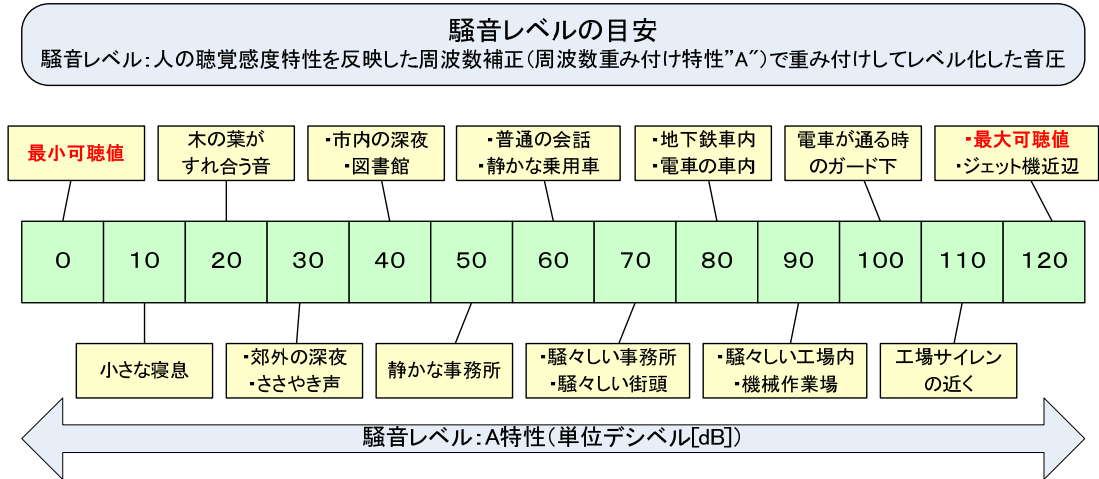 騒音レベルの目安
騒音レベル：人の聴覚感度特性を反映した周波数補正（周波数重み付け特性”A″）で重み付けしてレベル化した音圧
最小可聴値
木の葉が
すれ合う音
・市内の深夜
・図書館
・普通の会話
・静かな乗用車
・地下鉄車内
・電車の車内
電車が通る時
のガード下
・最大可聴値
・ジェット機近辺
0 10 20 30 40 50 60 70 80 90 100 110 120
小さな寝息
・郊外の深夜
・ささやき声
静かな事務所
・騒々しい事務所
・騒々しい街頭
・騒々しい工場内
・機械作業場
工場サイレン
の近く
騒音レベル：A特性（単位デシベル[dB]）